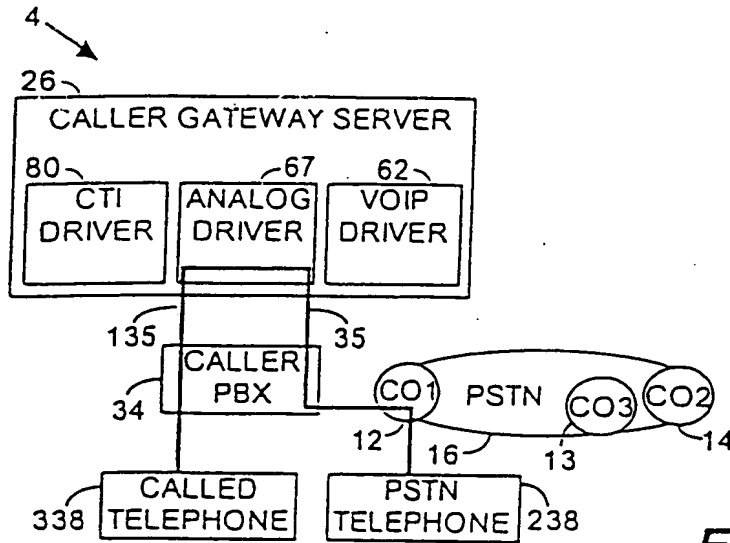 4
26
CALLER GATEWAY SERVER
80 67 62
CTI DRIVER
ANALOG DRIVER
VOIP DRIVER
135 35
34
CALLER PBX
CO1 PSTN CO3 CO2
12 16 13 14
338
CALLED TELEPHONE
PSTN TELEPHONE
238